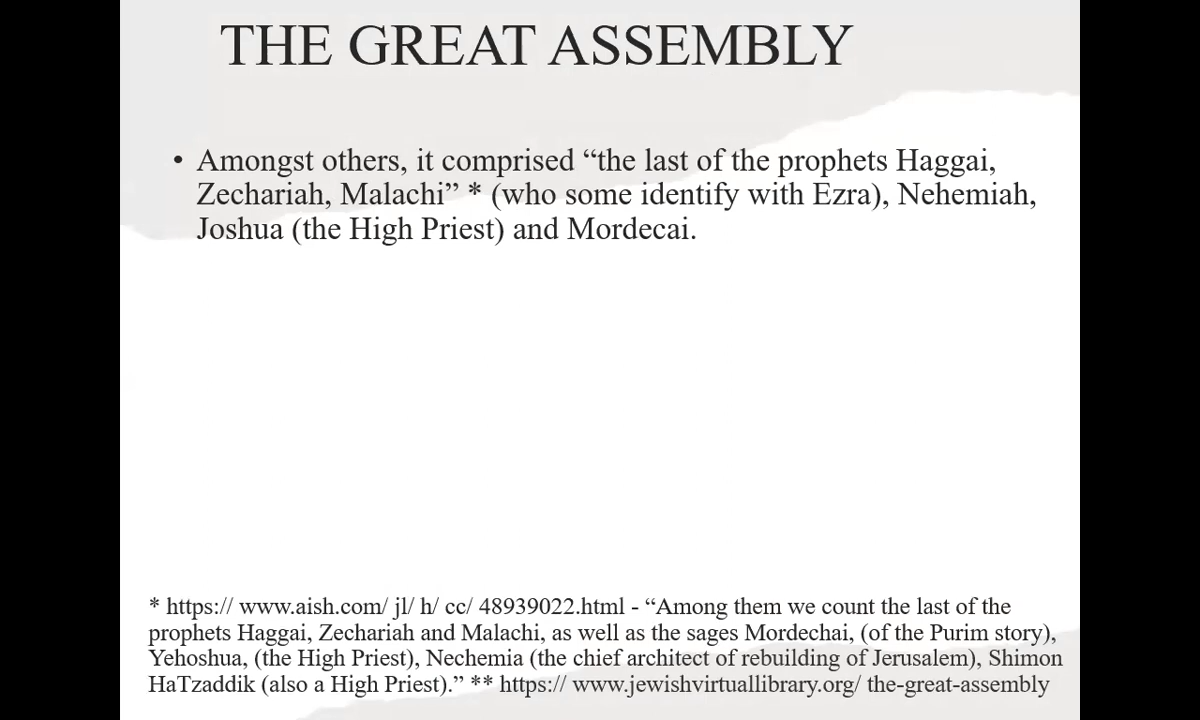 THE GREAT ASSEMBLY
• Amongst others, it comprised “the last of the prophets Haggai,
Zechariah, Malachi” * (who some identify with Ezra), Nehemiah,
Joshua (the High Priest) and Mordecai.
* https:// www.aish.com/ jl/ h/ cc/ 48939022.html - “Among them we count the last of the
prophets Haggai, Zechariah and Malachi, as well as the sages Mordechai, (of the Purim story),
Yehoshua, (the High Priest), Nechemia (the chief architect of rebuilding of Jerusalem), Shimon
HaTzaddik (also a High Priest).” ** https:// www.jewishvirtuallibrary.org/ the-great-assembly